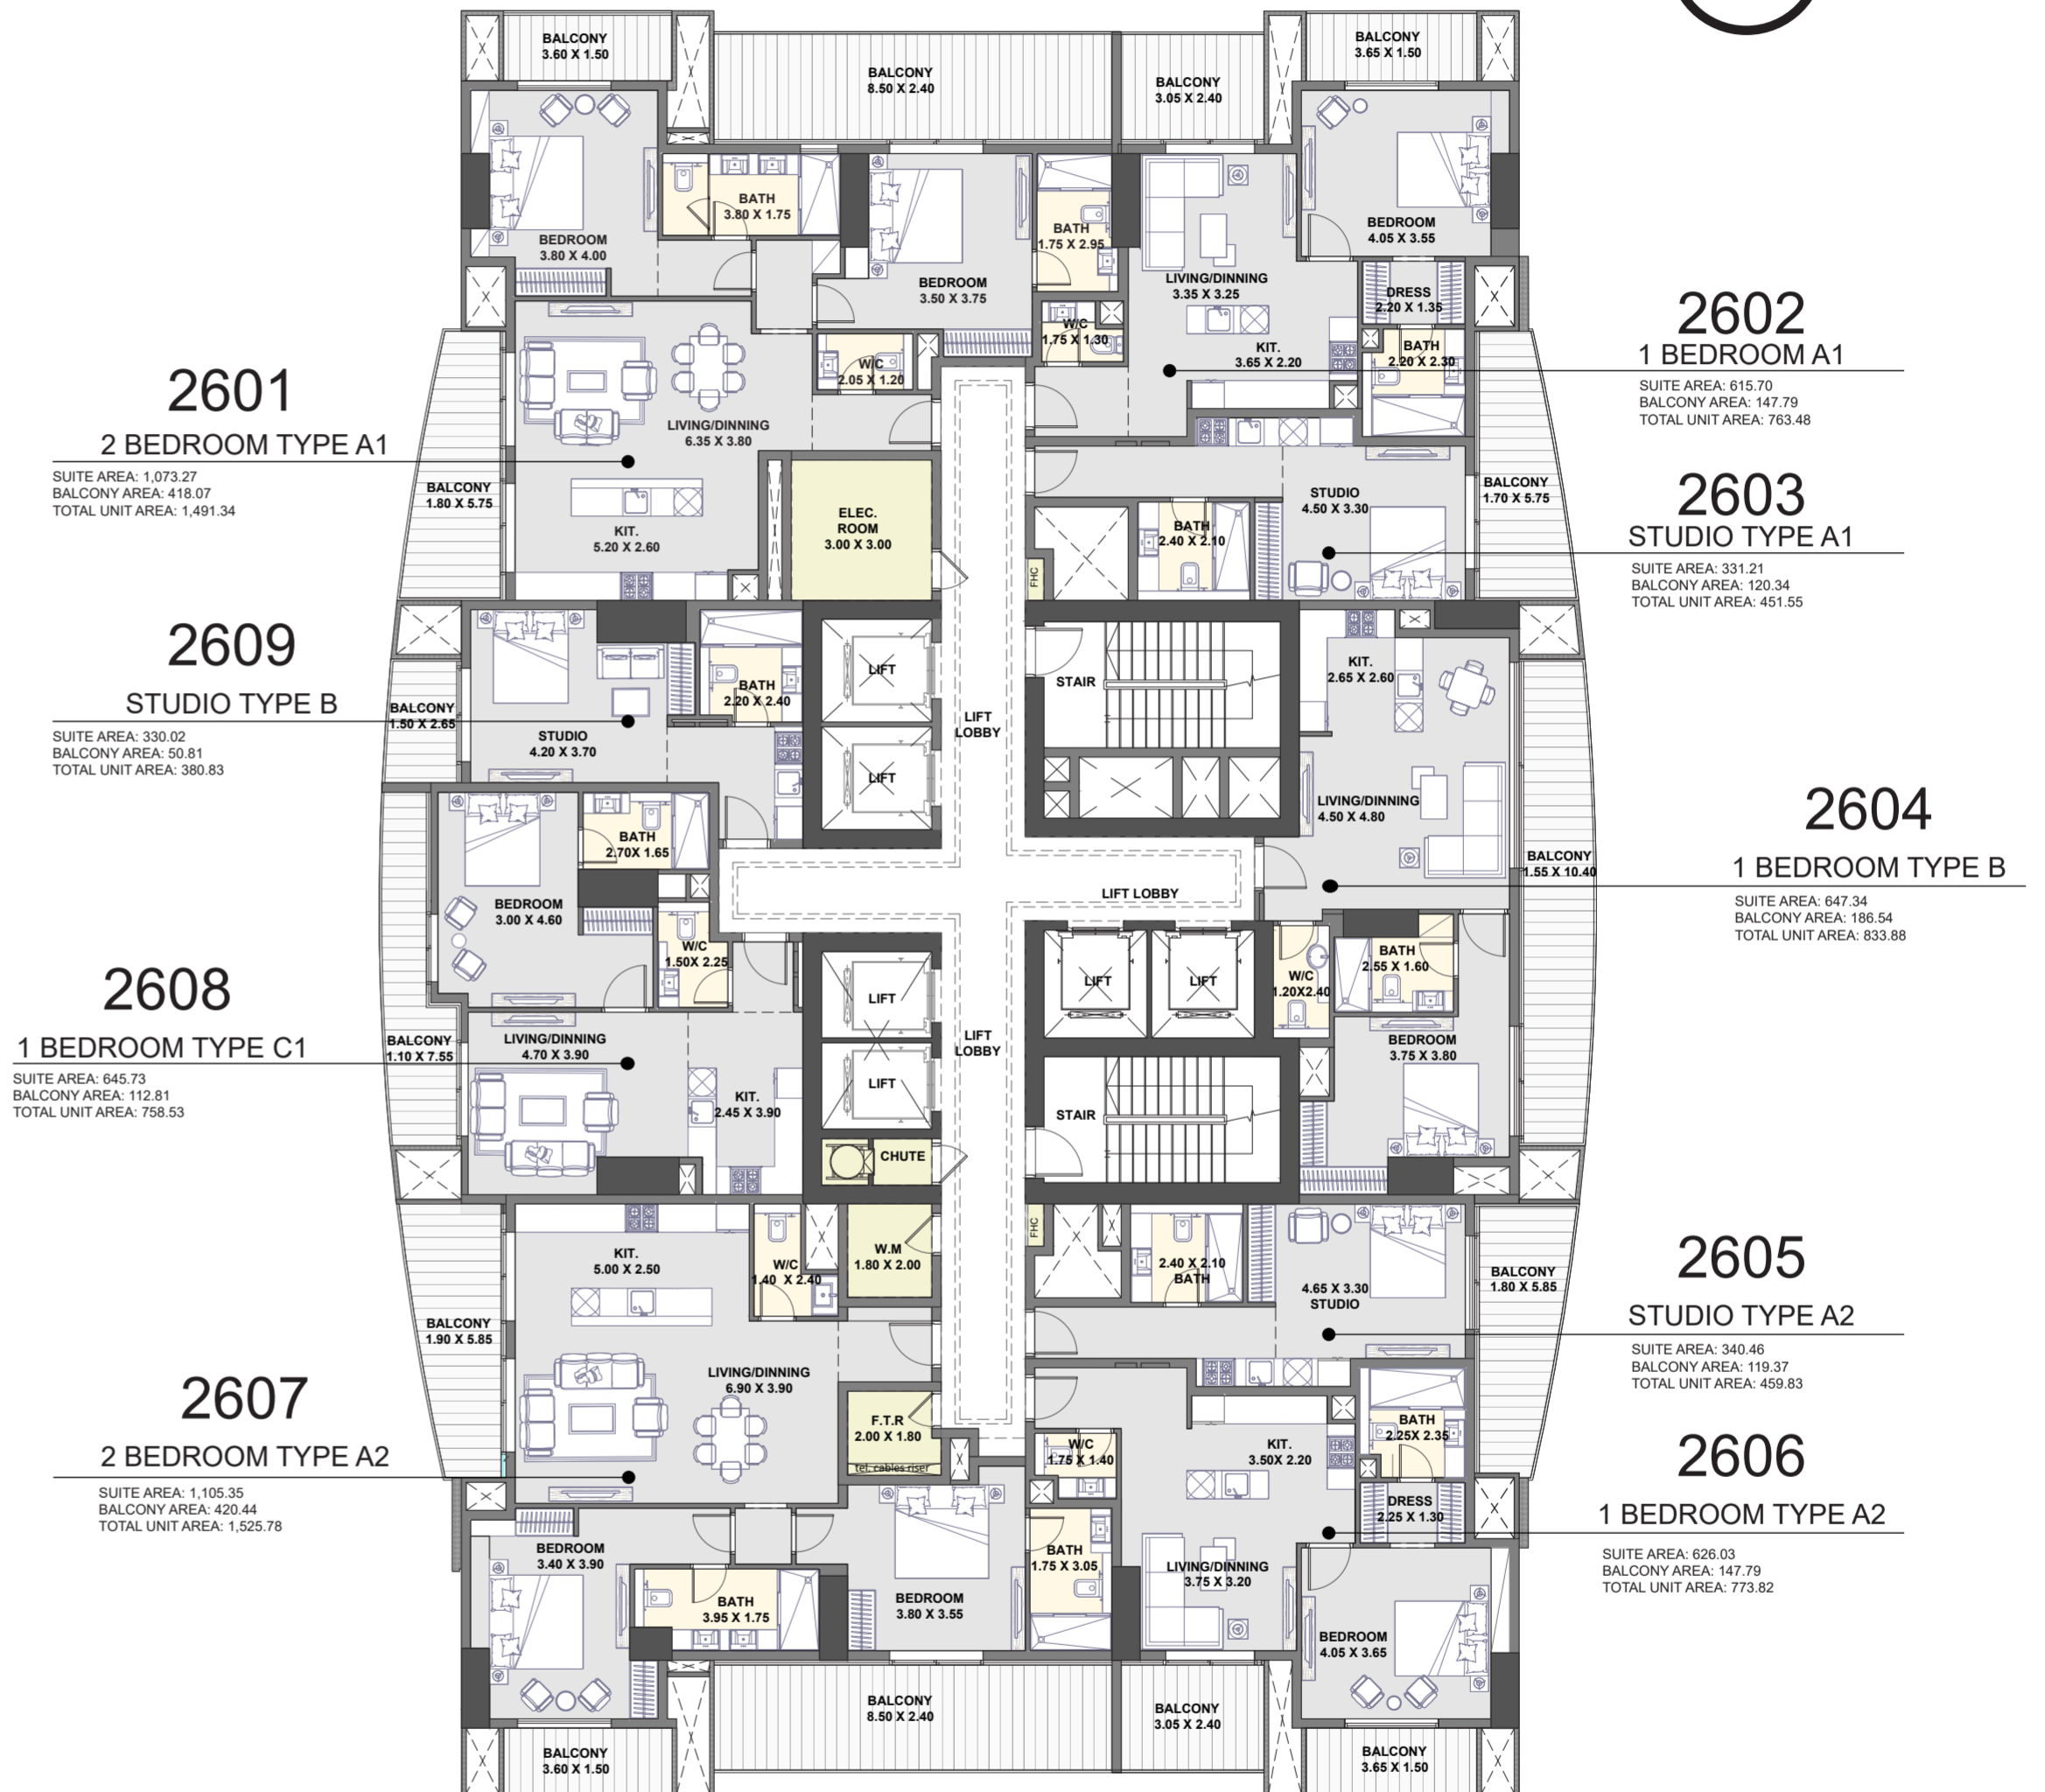 BALCONY
3.60 X 1.50
BALCONY
8.50 X 2.40
BALCONY
3.05 X 2.40
BALCONY
3.65 X 1.50
BEDROOM
3.80 X 4.00
BATH
3.80 X 1.75
BEDROOM
3.50 X 3.75
BATH
1.75 X 2.95
LIVING/DINNING
3.35 X 3.25
BEDROOM
4.05 X 3.55
DRESS
2.20 X 1.35
W/C
1.75 X 1.30
KIT.
3.65 X 2.20
BATH
2.20 X 2.30
W/C
2.05 X 1.20
2602
1 BEDROOM A1
SUITE AREA: 615.70
BALCONY AREA: 147.79
TOTAL UNIT AREA: 763.48
2601
2 BEDROOM TYPE A1
SUITE AREA: 1,073.27
BALCONY AREA: 418.07
TOTAL UNIT AREA: 1,491.34
LIVING/DINNING
6.35 X 3.80
BALCONY
1.80 X 5.75
KIT.
5.20 X 2.60
ELEC.
ROOM
3.00 X 3.00
FHC
BATH
2.40 X 2.10
STUDIO
4.50 X 3.30
BALCONY
1.70 X 5.75
2603
STUDIO TYPE A1
SUITE AREA: 331.21
BALCONY AREA: 120.34
TOTAL UNIT AREA: 451.55
2609
STUDIO TYPE B
SUITE AREA: 330.02
BALCONY AREA: 50.81
TOTAL UNIT AREA: 380.83
BALCONY
1.50 X 2.65
STUDIO
4.20 X 3.70
BATH
2.20 X 2.40
LIFT
LIFT
LIFT
LOBBY
STAIR
KIT.
2.65 X 2.60
LIVING/DINNING
4.50 X 4.80
BALCONY
1.55 X 10.40
2604
1 BEDROOM TYPE B
SUITE AREA: 647.34
BALCONY AREA: 186.54
TOTAL UNIT AREA: 833.88
BATH
2.70X 1.65
BEDROOM
3.00 X 4.60
W/C
1.50X 2.25
LIFT LOBBY
LIFT
LIFT
W/C
1.20X2.40
BATH
2.55 X 1.60
BEDROOM
3.75 X 3.80
2608
1 BEDROOM TYPE C1
SUITE AREA: 645.73
BALCONY AREA: 112.81
TOTAL UNIT AREA: 758.53
BALCONY
1.10 X 7.55
LIVING/DINNING
4.70 X 3.90
KIT.
2.45 X 3.90
LIFT
LIFT
LIFT
LOBBY
STAIR
CHUTE
KIT.
5.00 X 2.50
W/C
1.40 X 2.40
W.M
1.80 X 2.00
FHC
2.40 X 2.10
BATH
4.65 X 3.30
STUDIO
BALCONY
1.80 X 5.85
2605
STUDIO TYPE A2
SUITE AREA: 340.46
BALCONY AREA: 119.37
TOTAL UNIT AREA: 459.83
BALCONY
1.90 X 5.85
LIVING/DINNING
6.90 X 3.90
2607
2 BEDROOM TYPE A2
SUITE AREA: 1,105.35
BALCONY AREA: 420.44
TOTAL UNIT AREA: 1,525.78
F.T.R
2.00 X 1.80
tel. cables riser
W/C
1.75 X 1.40
KIT.
3.50X 2.20
BATH
2.25X 2.35
DRESS
2.25 X 1.30
2606
1 BEDROOM TYPE A2
SUITE AREA: 626.03
BALCONY AREA: 147.79
TOTAL UNIT AREA: 773.82
BEDROOM
3.40 X 3.90
BATH
3.95 X 1.75
BEDROOM
3.80 X 3.55
BATH
1.75 X 3.05
LIVING/DINNING
3.75 X 3.20
BEDROOM
4.05 X 3.65
BALCONY
3.60 X 1.50
BALCONY
8.50 X 2.40
BALCONY
3.05 X 2.40
BALCONY
3.65 X 1.50